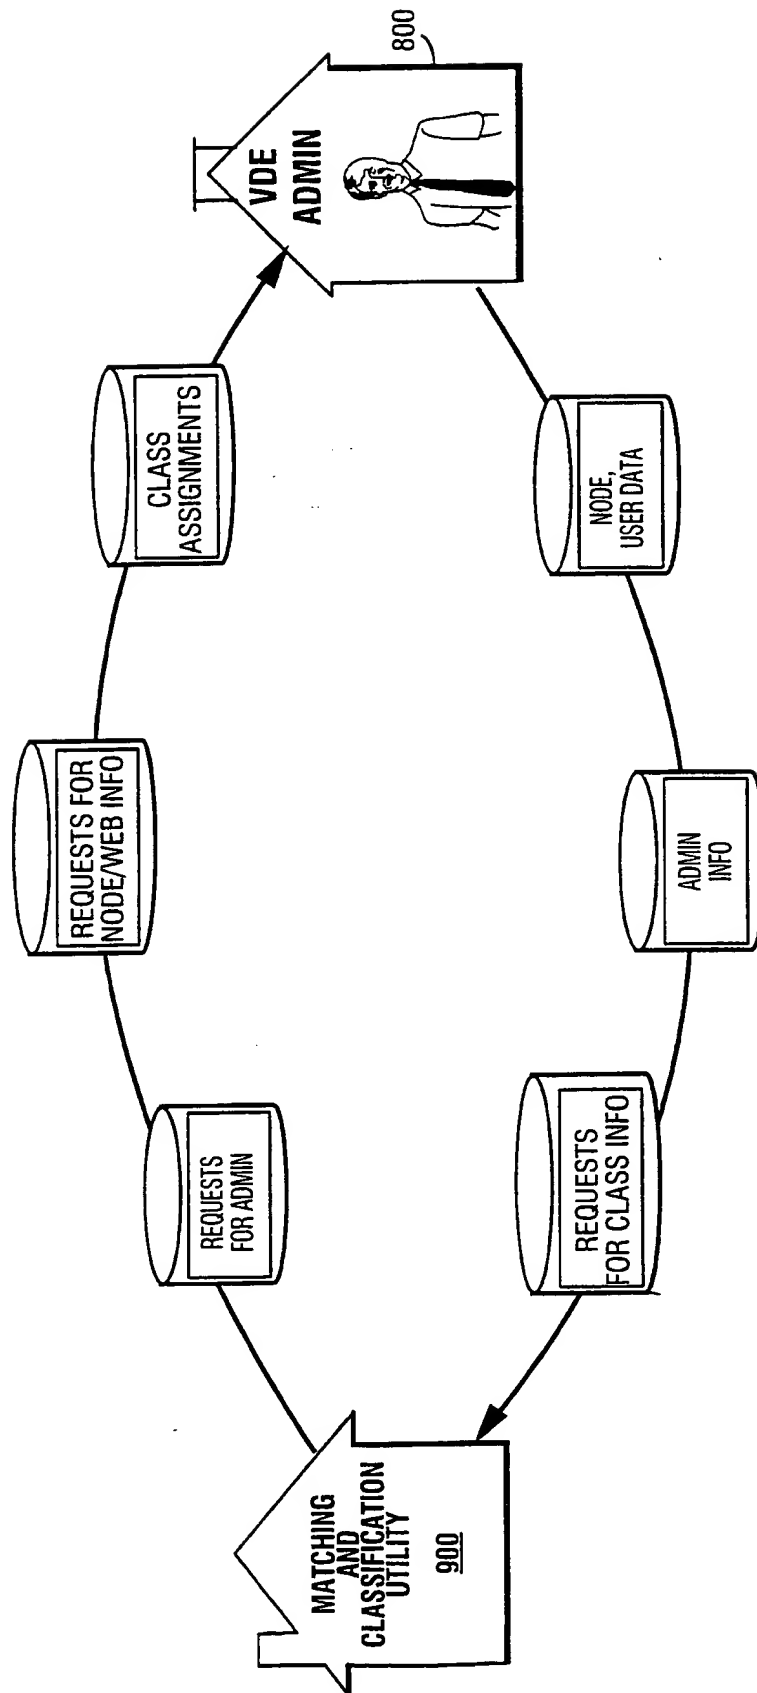 REQUESTS FOR
NODE/WEB INFO
CLASS
ASSIGNMENTS
REQUESTS
FOR ADMIN
VDE
ADMIN
800
MATCHING
AND
CLASSIFICATION
UTILITY
900
REQUESTS
FOR CLASS INFO
ADMIN
INFO
NODE,
USER DATA